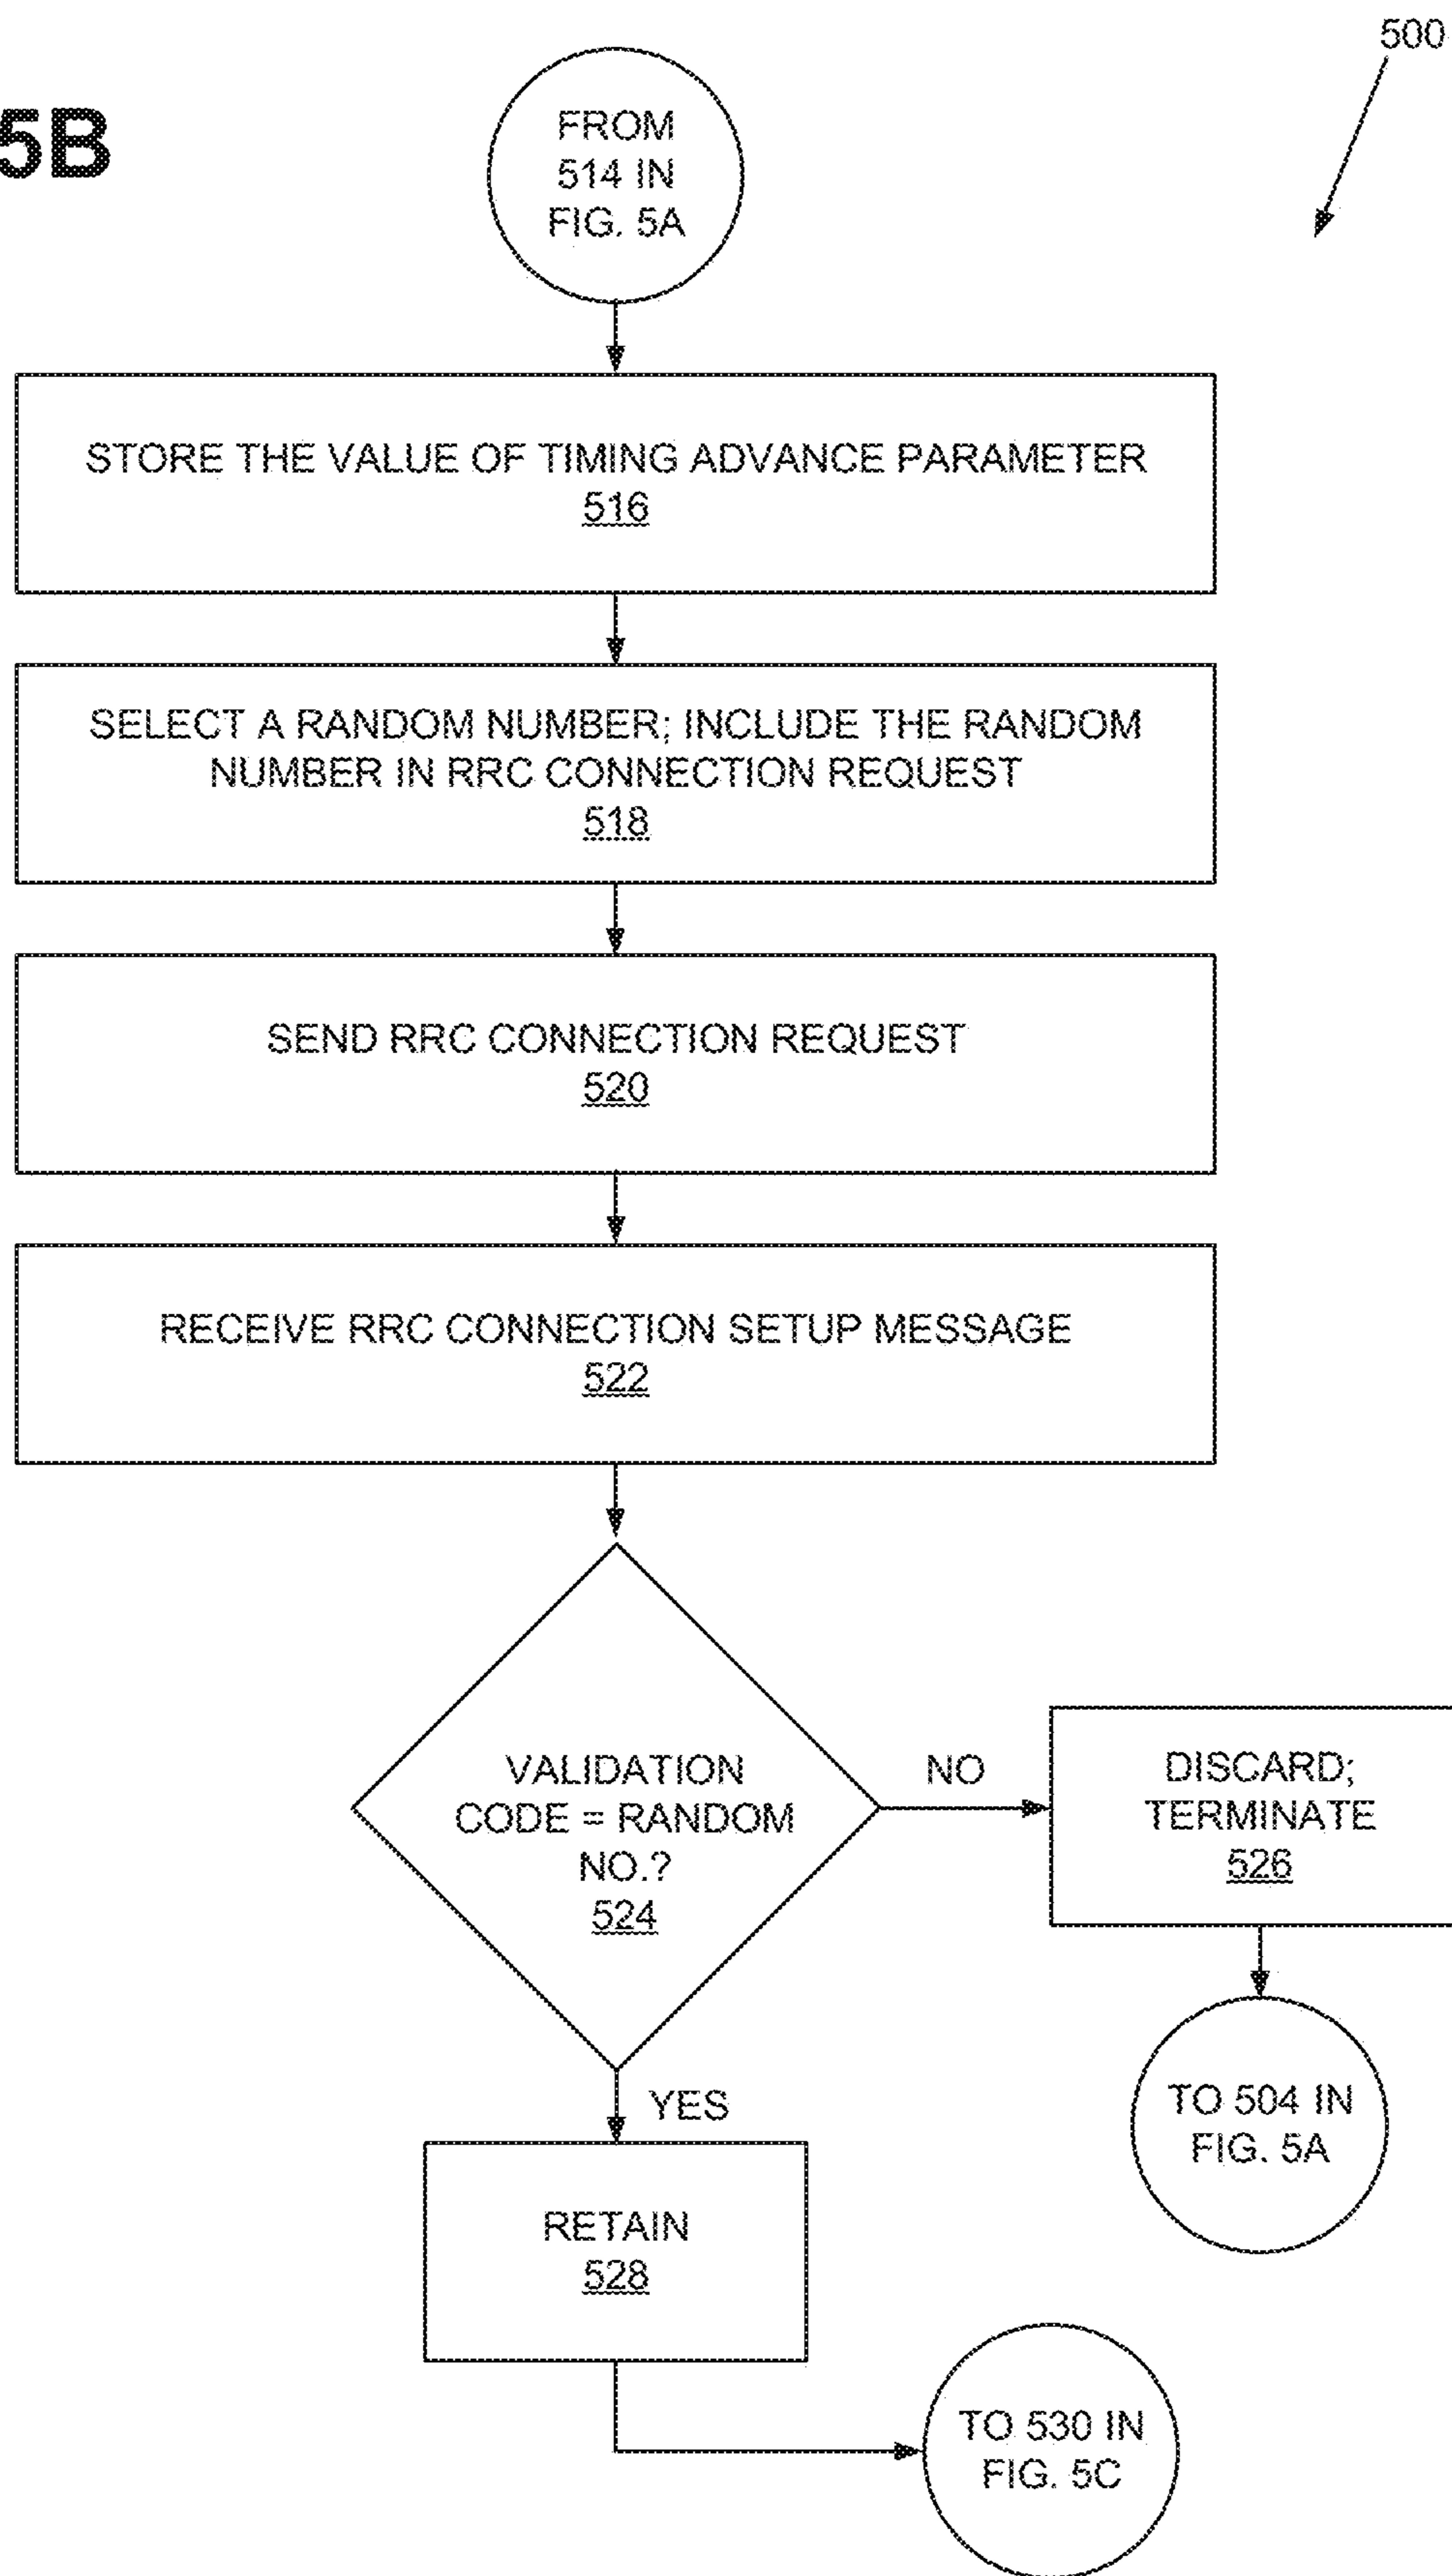 500
5B
FROM
514 IN
FIG. 5A
STORE THE VALUE OF TIMING ADVANCE PARAMETER
516
SELECT A RANDOM NUMBER; INCLUDE THE RANDOM
NUMBER IN RRC CONNECTION REQUEST
518
SEND RRC CONNECTION REQUEST
520
RECEIVE RRC CONNECTION SETUP MESSAGE
522
VALIDATION
CODE = RANDOM
NO.?
524
NO
DISCARD;
TERMINATE
526
TO 504 IN
FIG. 5A
YES
RETAIN
528
TO 530 IN
FIG. 5C